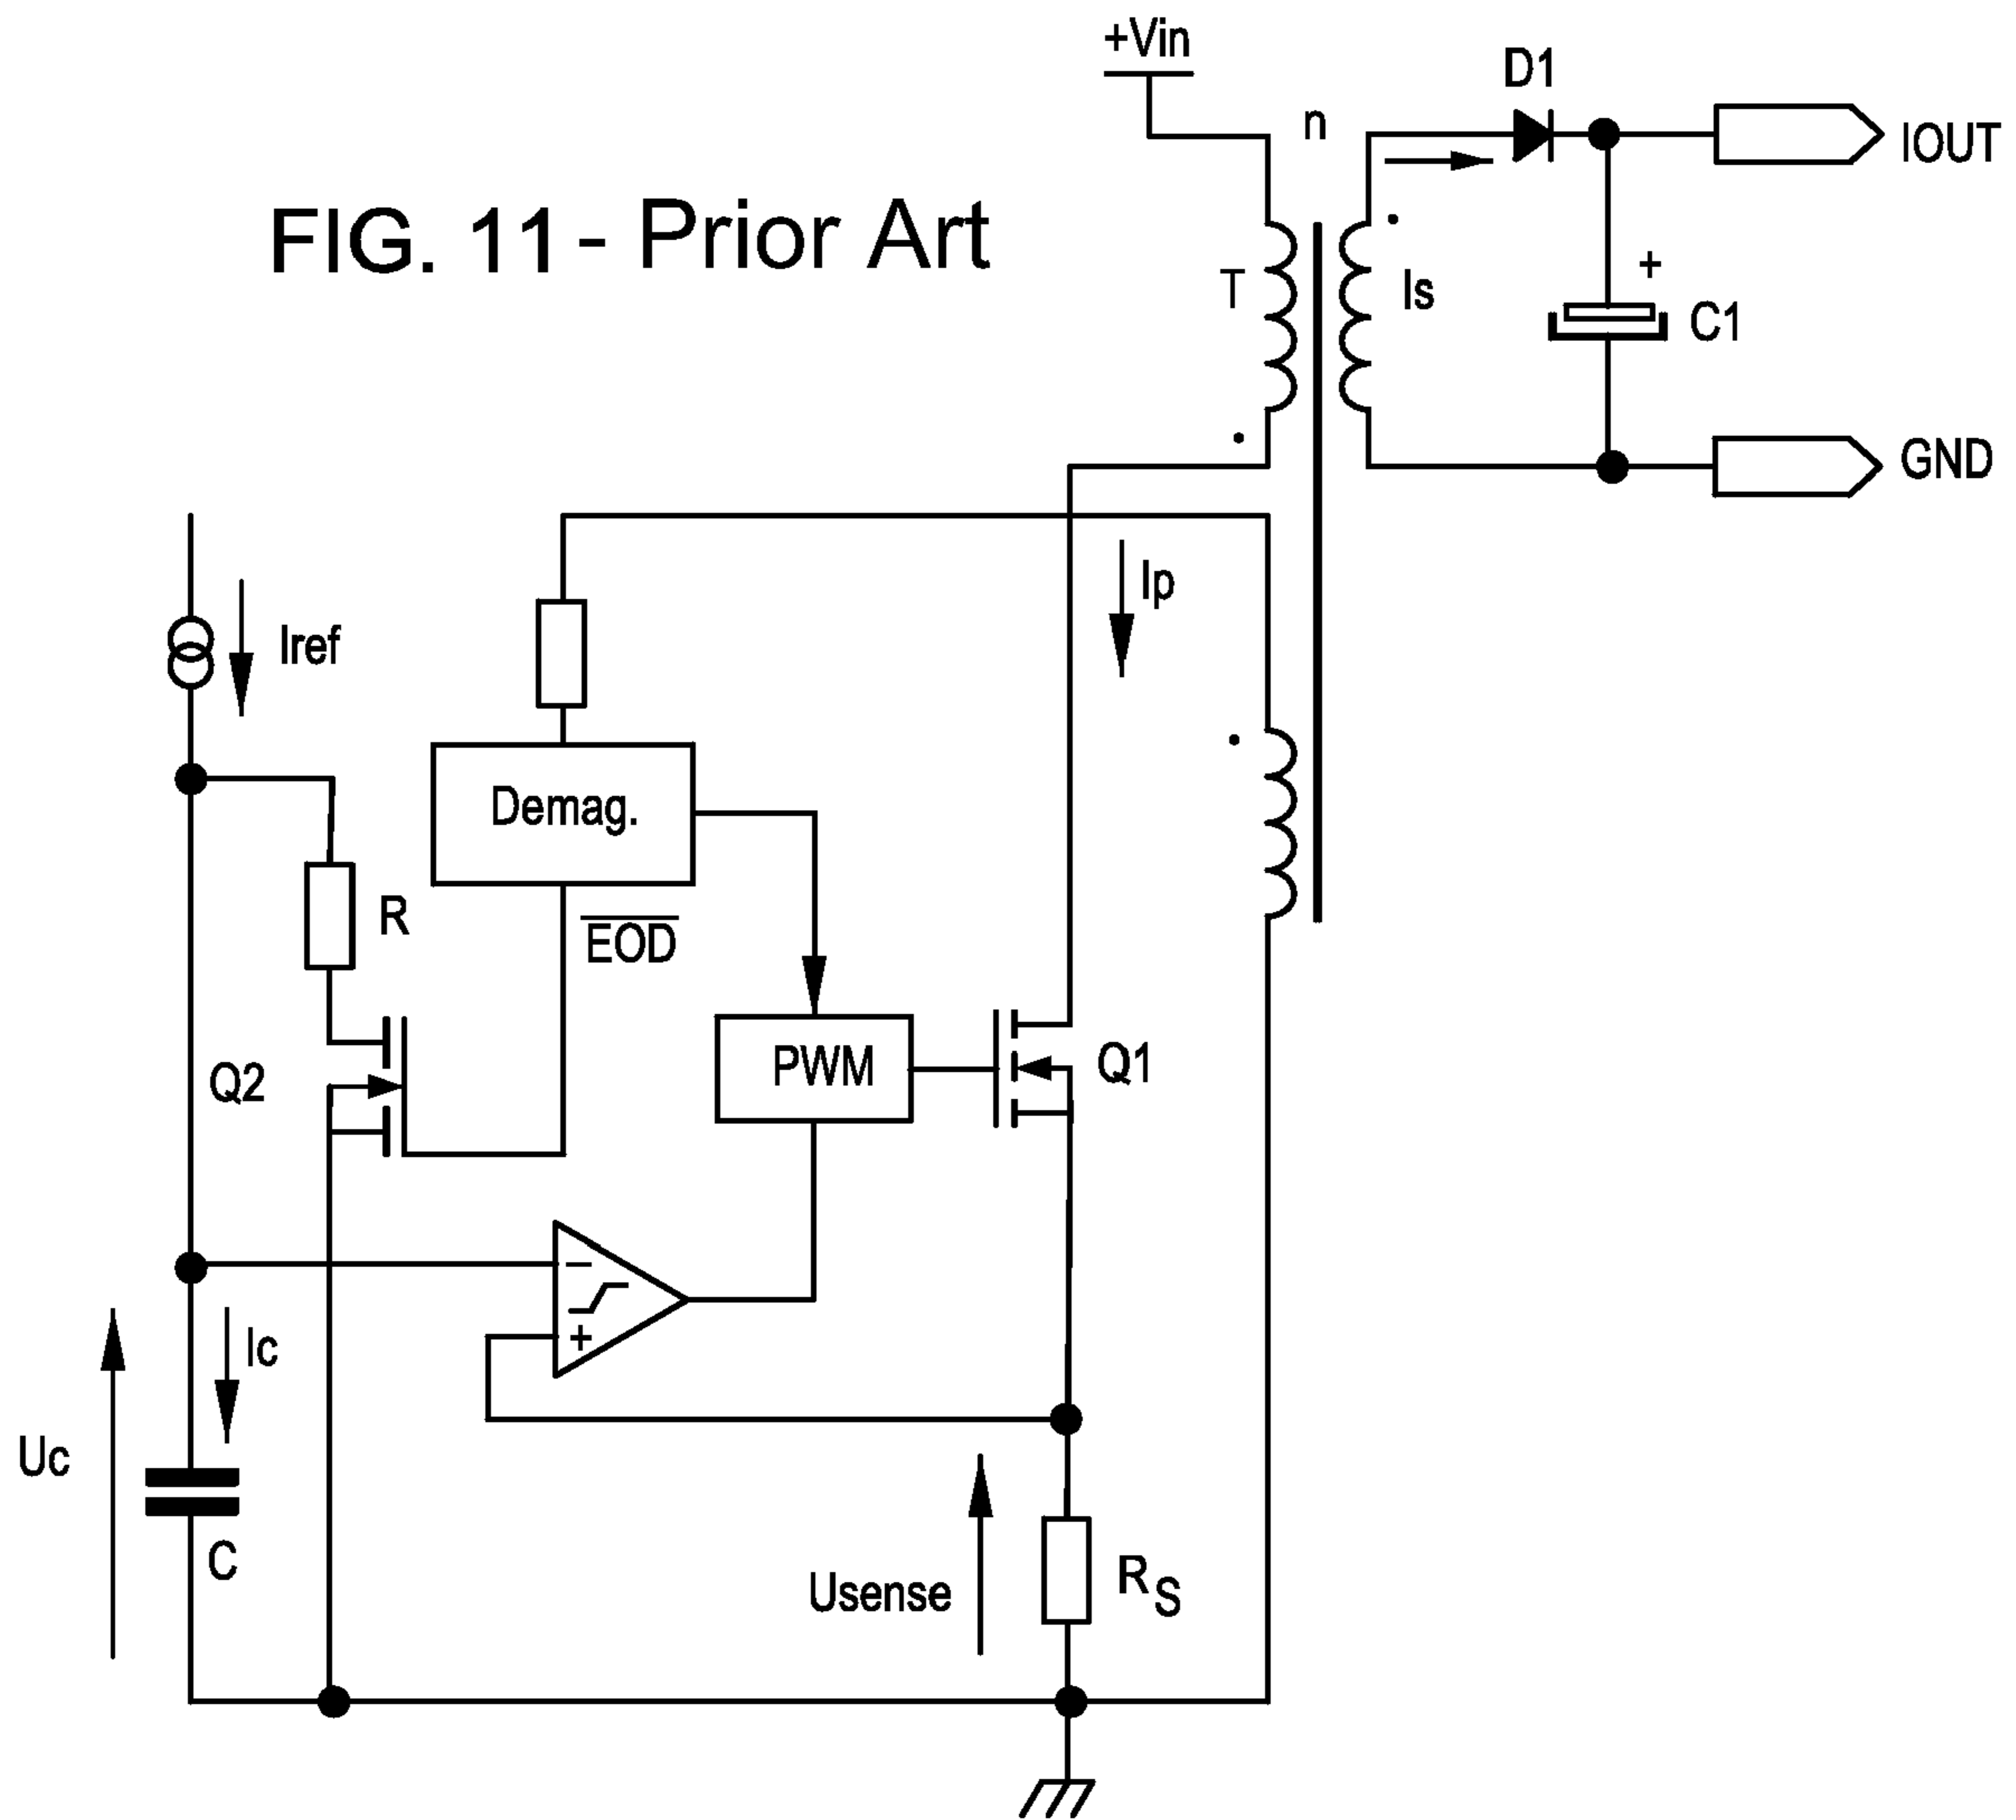 +Vin
D1
n
IOUT
FIG. 11 - Prior Art
T
Is
+
C1
GND
Ip
Iref
Demag.
R
EOD
PWM
Q1
Q2
−
+
Ic
Uc
C
Usense
RS